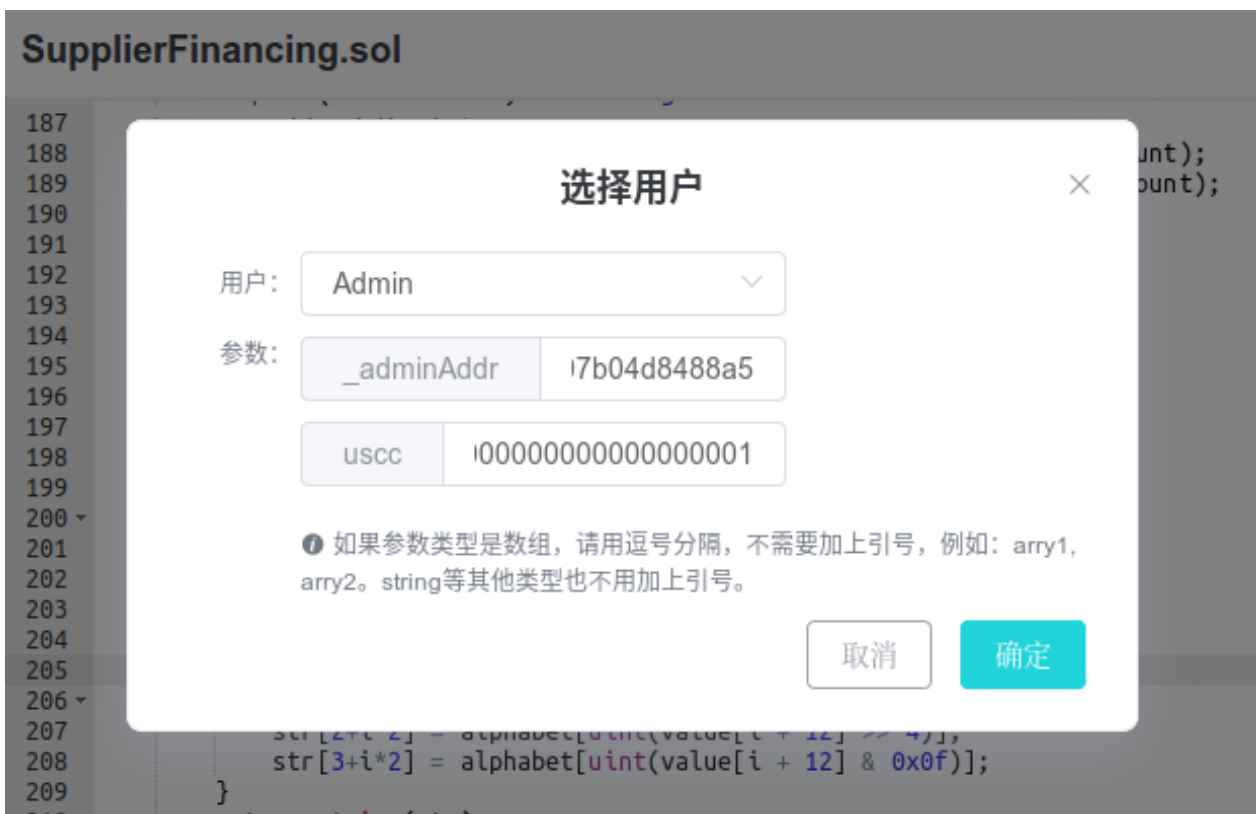 SupplierFinancing.sol
187
188 unt);
189 ount);
190
191
192
193
194
195
196
197
198
199
200
201
202
203
204
205
206
207
208 str[3+i*2] = alphabet[uint(value[i + 12] & 0x0f)];
209 }
选择用户
用户：
Admin
参数：
_adminAddr 7b04d8488a5
uscc 00000000000000001
如果参数类型是数组，请用逗号分隔，不需要加上引号，例如：arry1,
arry2。string等其他类型也不用加上引号。
取消 确定